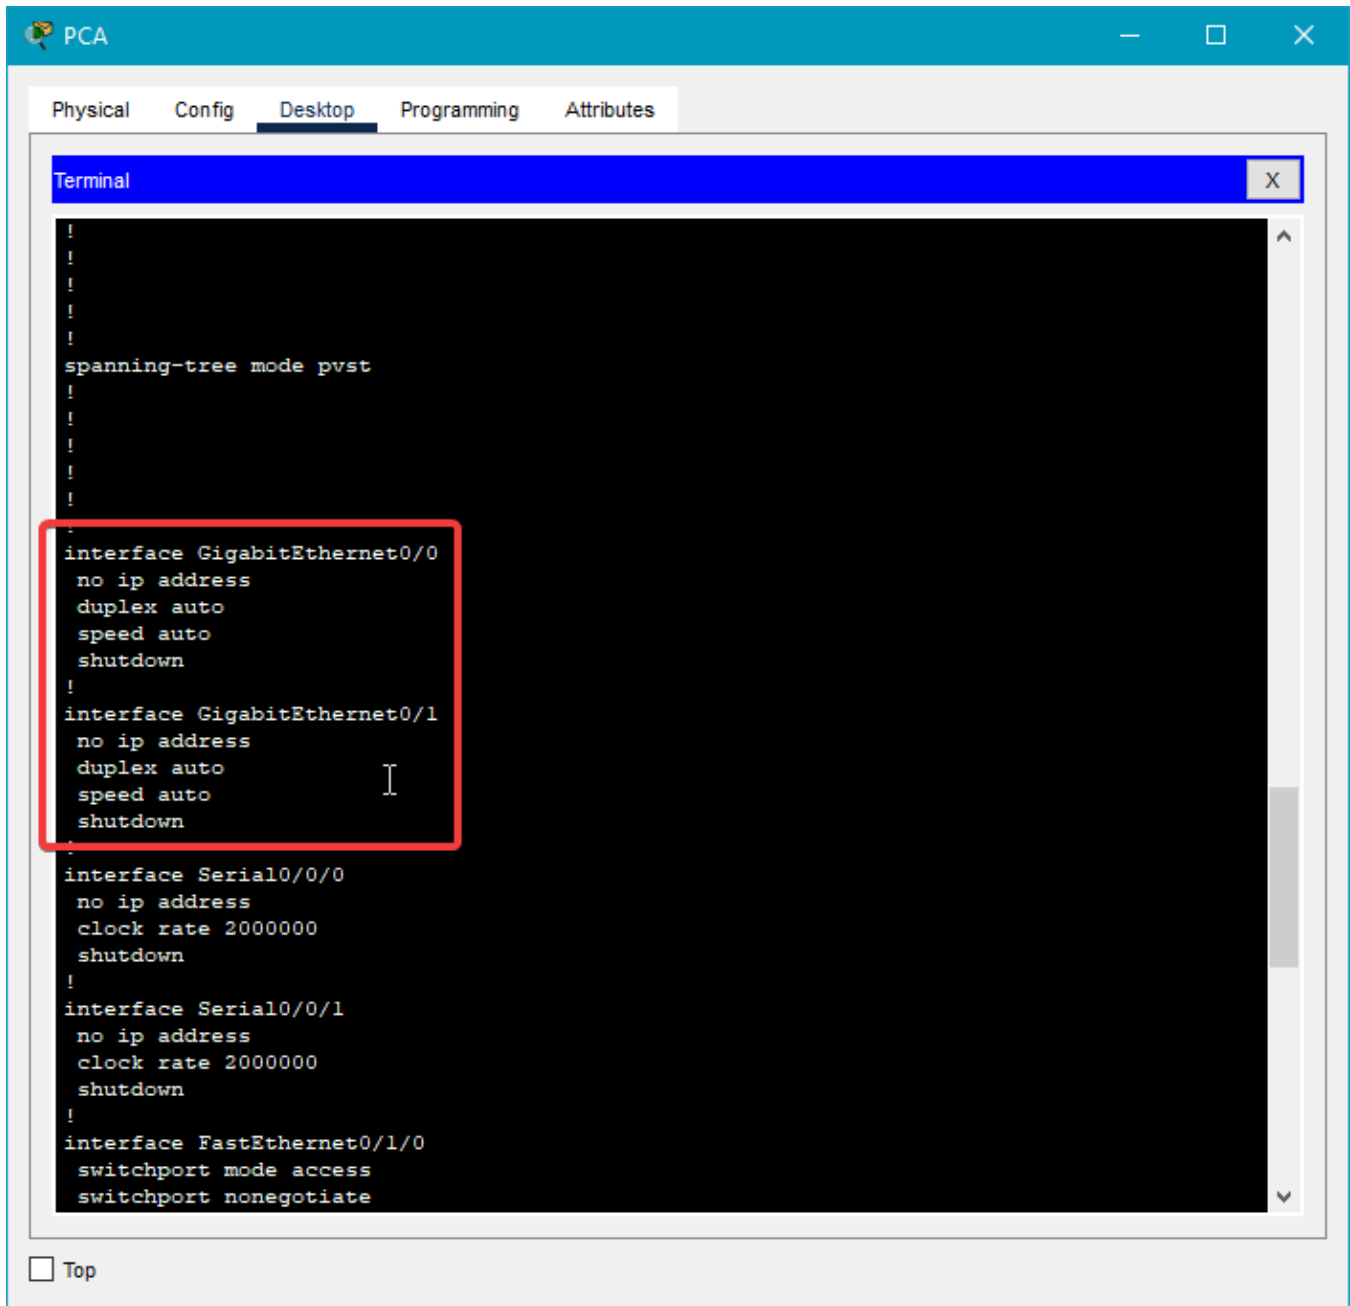 PCA
Physical Config Desktop Programming Attributes
Terminal X
!
!
!
!
!
spanning-tree mode pvst
!
!
!
!
!
!
interface GigabitEthernet0/0
no ip address
duplex auto
speed auto
shutdown
!
interface GigabitEthernet0/1
no ip address
duplex auto
speed auto
shutdown
!
interface Serial0/0/0
no ip address
clock rate 2000000
shutdown
!
interface Serial0/0/1
no ip address
clock rate 2000000
shutdown
!
interface FastEthernet0/1/0
switchport mode access
switchport nonegotiate
Top